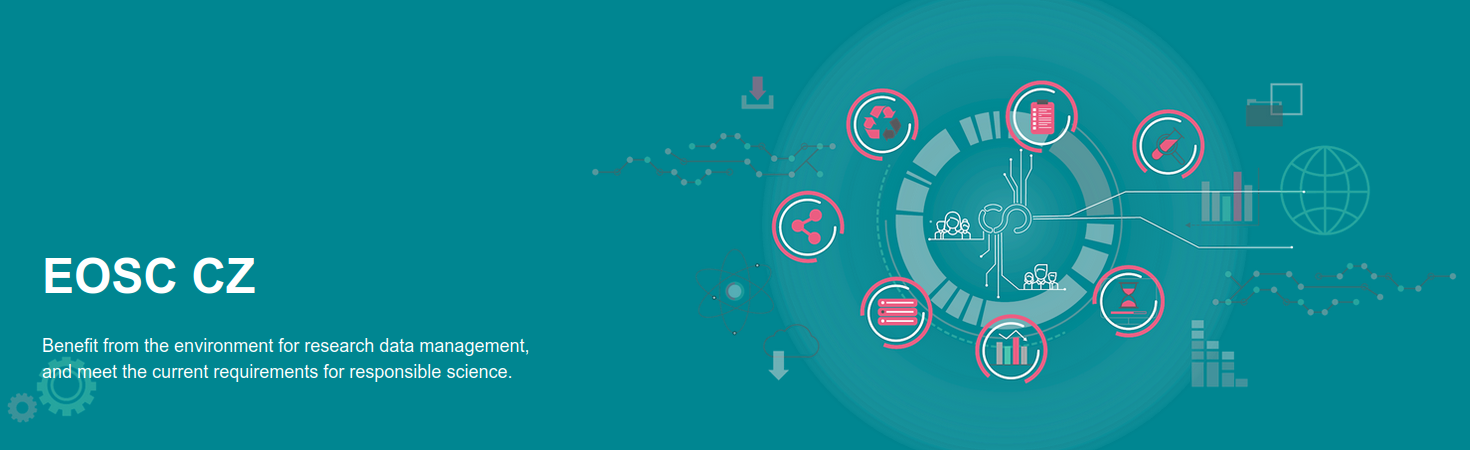 EOSC CZ
Benefit from the environment for research data management,
and meet the current requirements for responsible science.